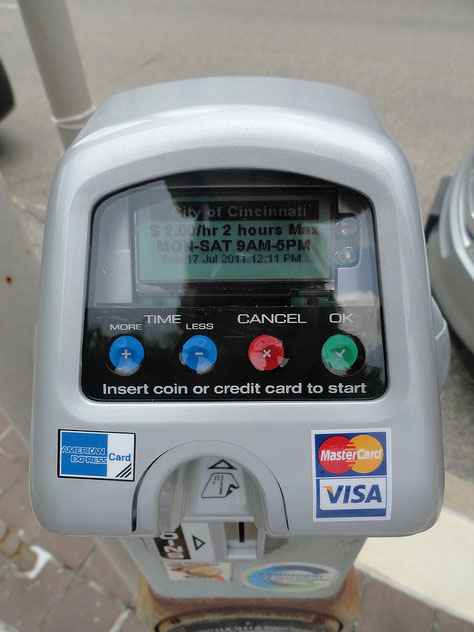 City of Cincinnati
$ 2.00/hr 2 hours Max
MON-SAT 9AM-5PM
Sun 17 Jul 2011 12:11 PM
TIME
MORE
LESS
CANCEL
OK
+
-
×
✓
Insert coin or credit card to start
AMERICAN
EXPRESS
Card
MasterCard
VISA